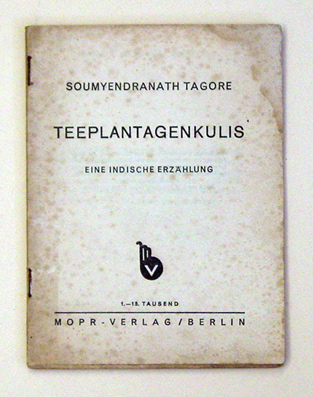 SOUMYENDRANATH TAGORE
TEEPLANTAGENKULIS
EINE INDISCHE ERZÄHLUNG
1.—15. TAUSEND
MOPR-VERLAG/BERLIN